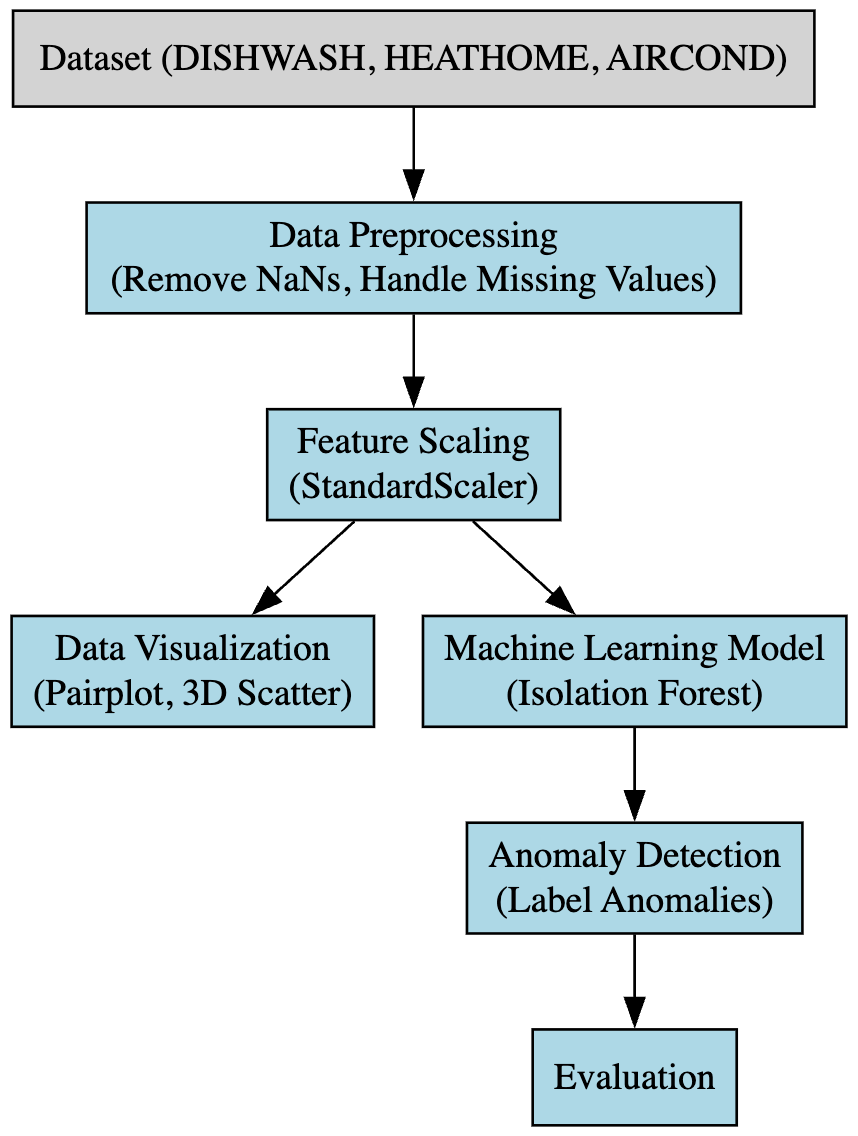 Dataset (DISHWASH, HEATHOME, AIRCOND)
Data Preprocessing
(Remove NaNs, Handle Missing Values)
Feature Scaling
(StandardScaler)
Data Visualization
(Pairplot, 3D Scatter)
Machine Learning Model
(Isolation Forest)
Anomaly Detection
(Label Anomalies)
Evaluation